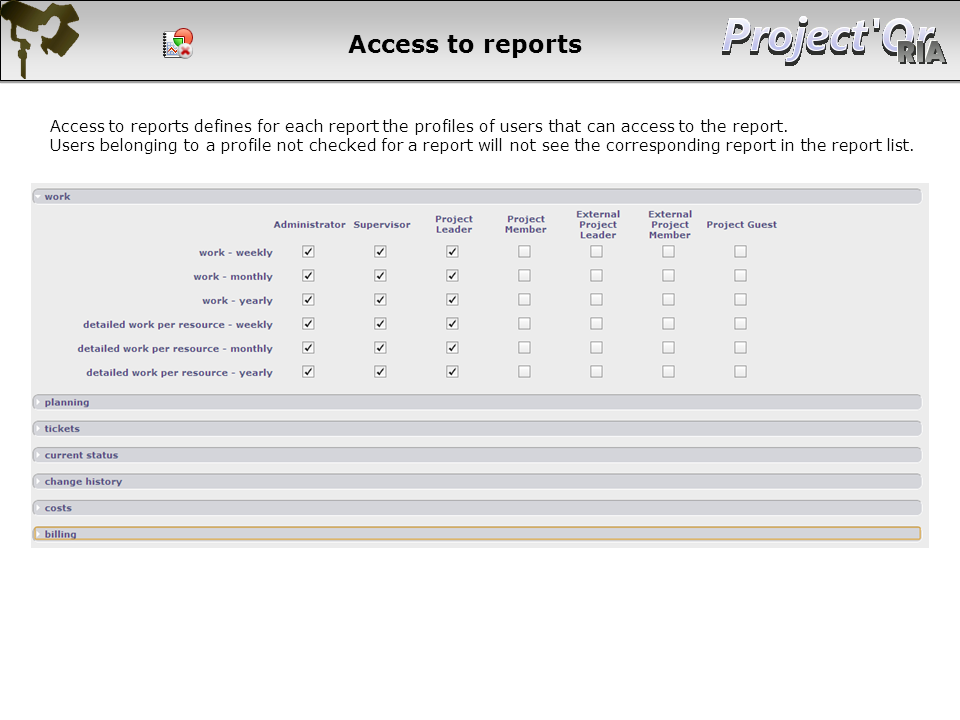 Access to reports
Project'Or
RIA
Access to reports defines for each report the profiles of users that can access to the report.
Users belonging to a profile not checked for a report will not see the corresponding report in the report list.
work
Administrator Supervisor Project Leader Project Member External Project Leader External Project Member Project Guest
work - weekly
work - monthly
work - yearly
detailed work per resource - weekly
detailed work per resource - monthly
detailed work per resource - yearly
planning
tickets
current status
change history
costs
billing